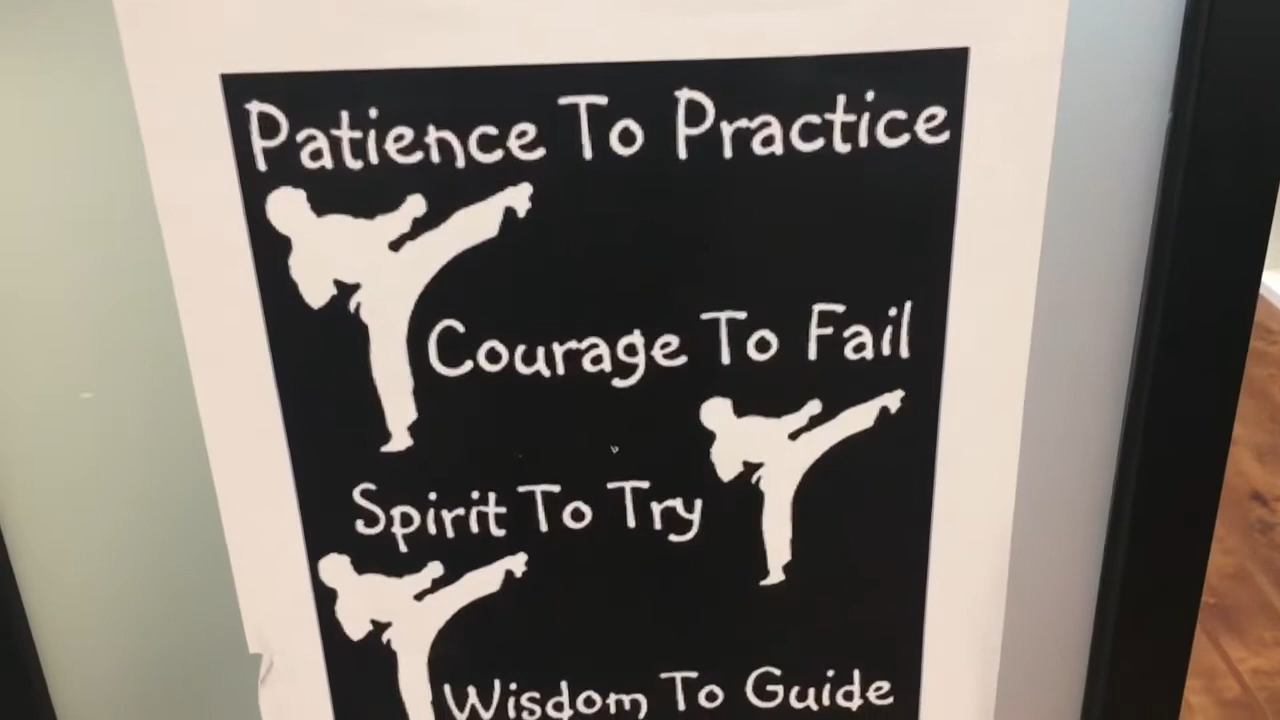 Patience To Practice
Courage To Fail
Spirit To Try
Wisdom To Guide